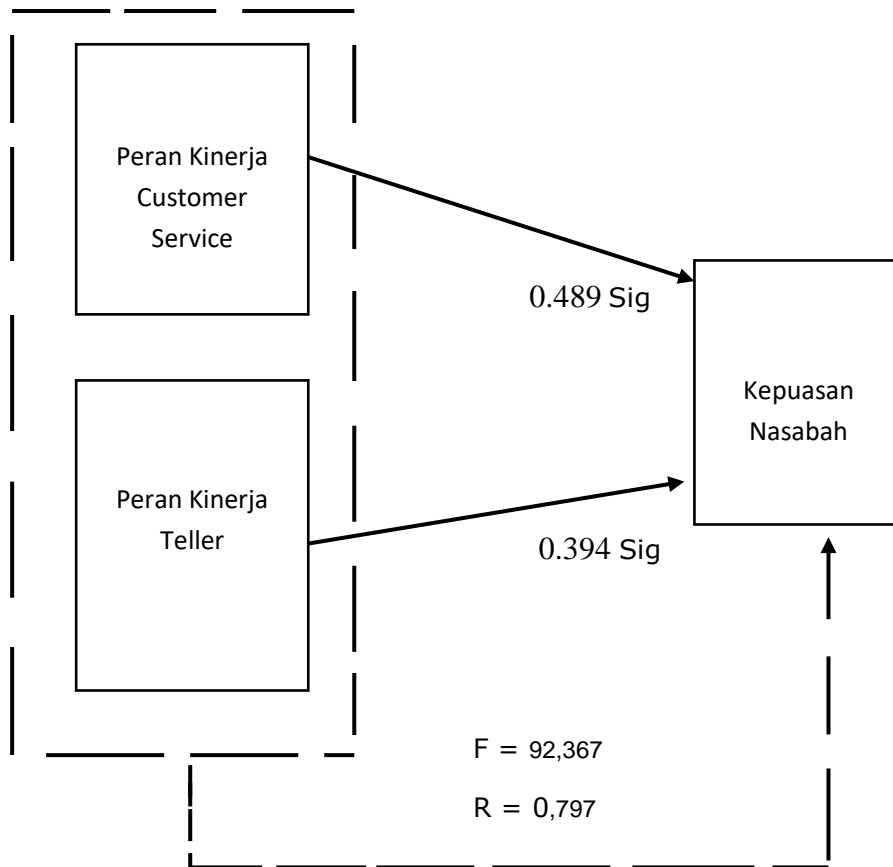 Peran Kinerja
Customer
Service
0.489 Sig
Kepuasan
Nasabah
Peran Kinerja
Teller
0.394 Sig
F = 92,367
R = 0,797